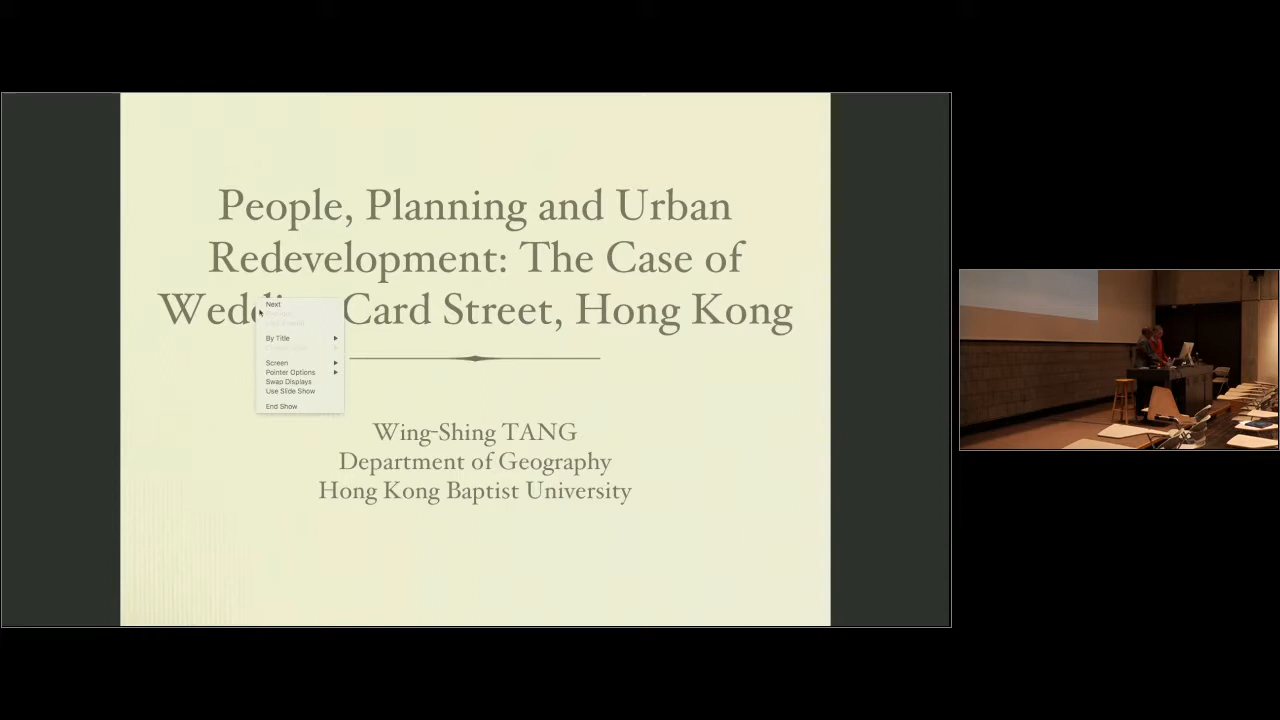 People, Planning and Urban
Redevelopment: The Case of
Card Street, Hong Kong
Next
By Title
Screen
Pointer Options
Swap Displays
Use Slide Show
End Show
Wing-Shing TANG
Department of Geography
Hong Kong Baptist University